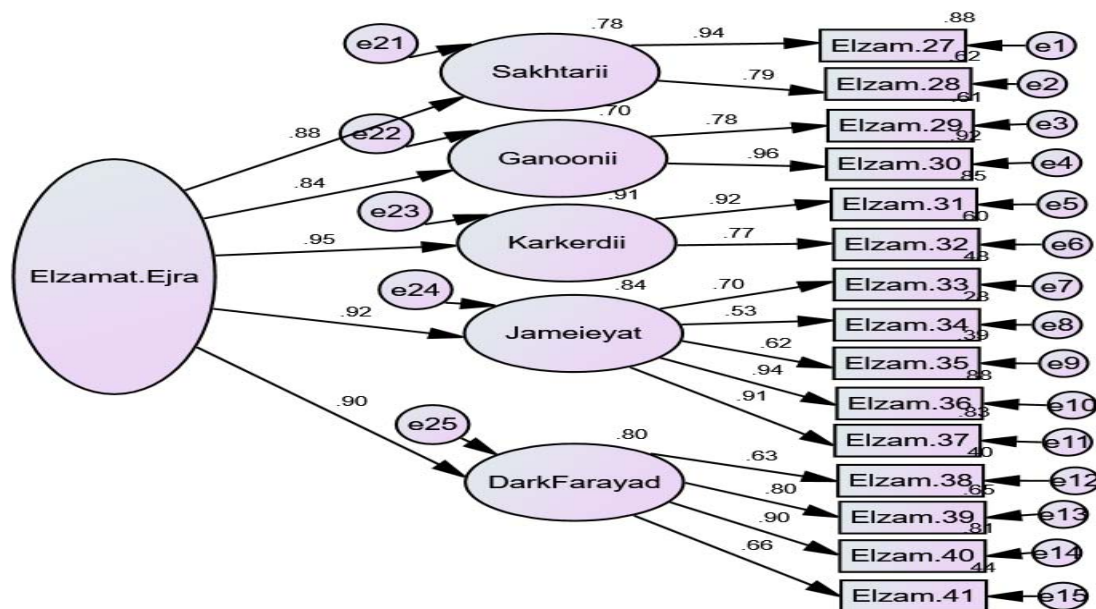 .88
.78
e21
.94
Elzam.27
e1
Sakhtarii
.62
.79
Elzam.28
e2
.61
.88
e22
.70
.78
Elzam.29
e3
.92
Ganoonii
.96
Elzam.30
e4
.84
.85
e23
.91
.92
Elzam.31
e5
.60
.95
Karkerdii
.77
Elzam.32
e6
.48
Elzamat.Ejra
e24
.84
.70
Elzam.33
e7
.28
.92
Jameieyat
.53
Elzam.34
e8
.39
.62
Elzam.35
e9
.88
.94
Elzam.36
e10
.83
.91
Elzam.37
e11
.40
.90
e25
.80
.63
Elzam.38
e12
.65
DarkFarayad
.80
Elzam.39
e13
.81
.90
Elzam.40
e14
.44
.66
Elzam.41
e15